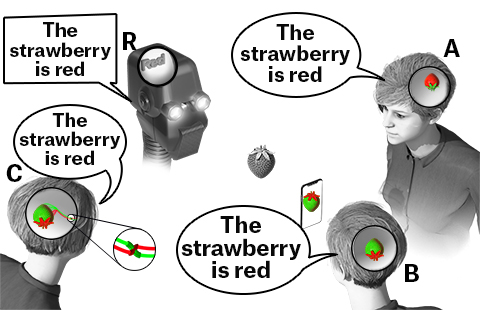 The
strawberry
is red
R
Red
The
strawberry
is red
A
The
strawberry
is red
C
The
strawberry
is red
B